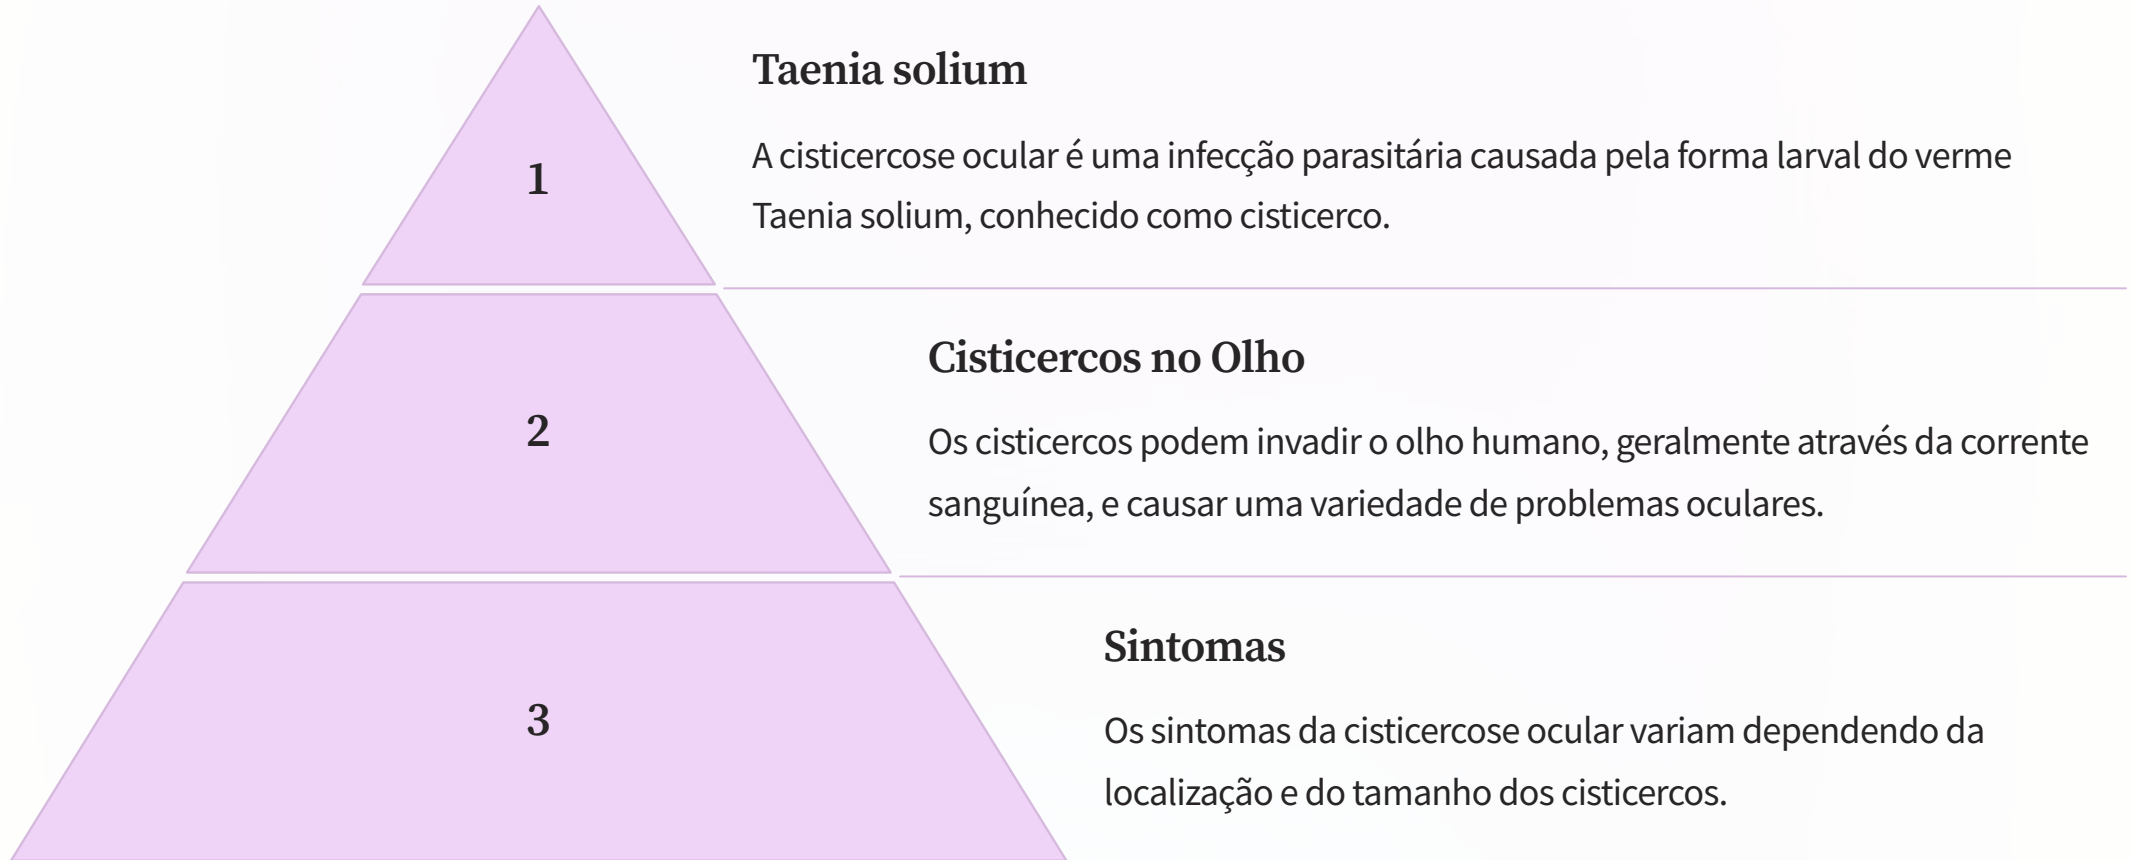 1
Taenia solium
A cisticercose ocular é uma infecção parasitária causada pela forma larval do verme
Taenia solium, conhecido como cisticerco.
2
Cisticercos no Olho
Os cisticercos podem invadir o olho humano, geralmente através da corrente
sanguínea, e causar uma variedade de problemas oculares.
3
Sintomas
Os sintomas da cisticercose ocular variam dependendo da
localização e do tamanho dos cisticercos.